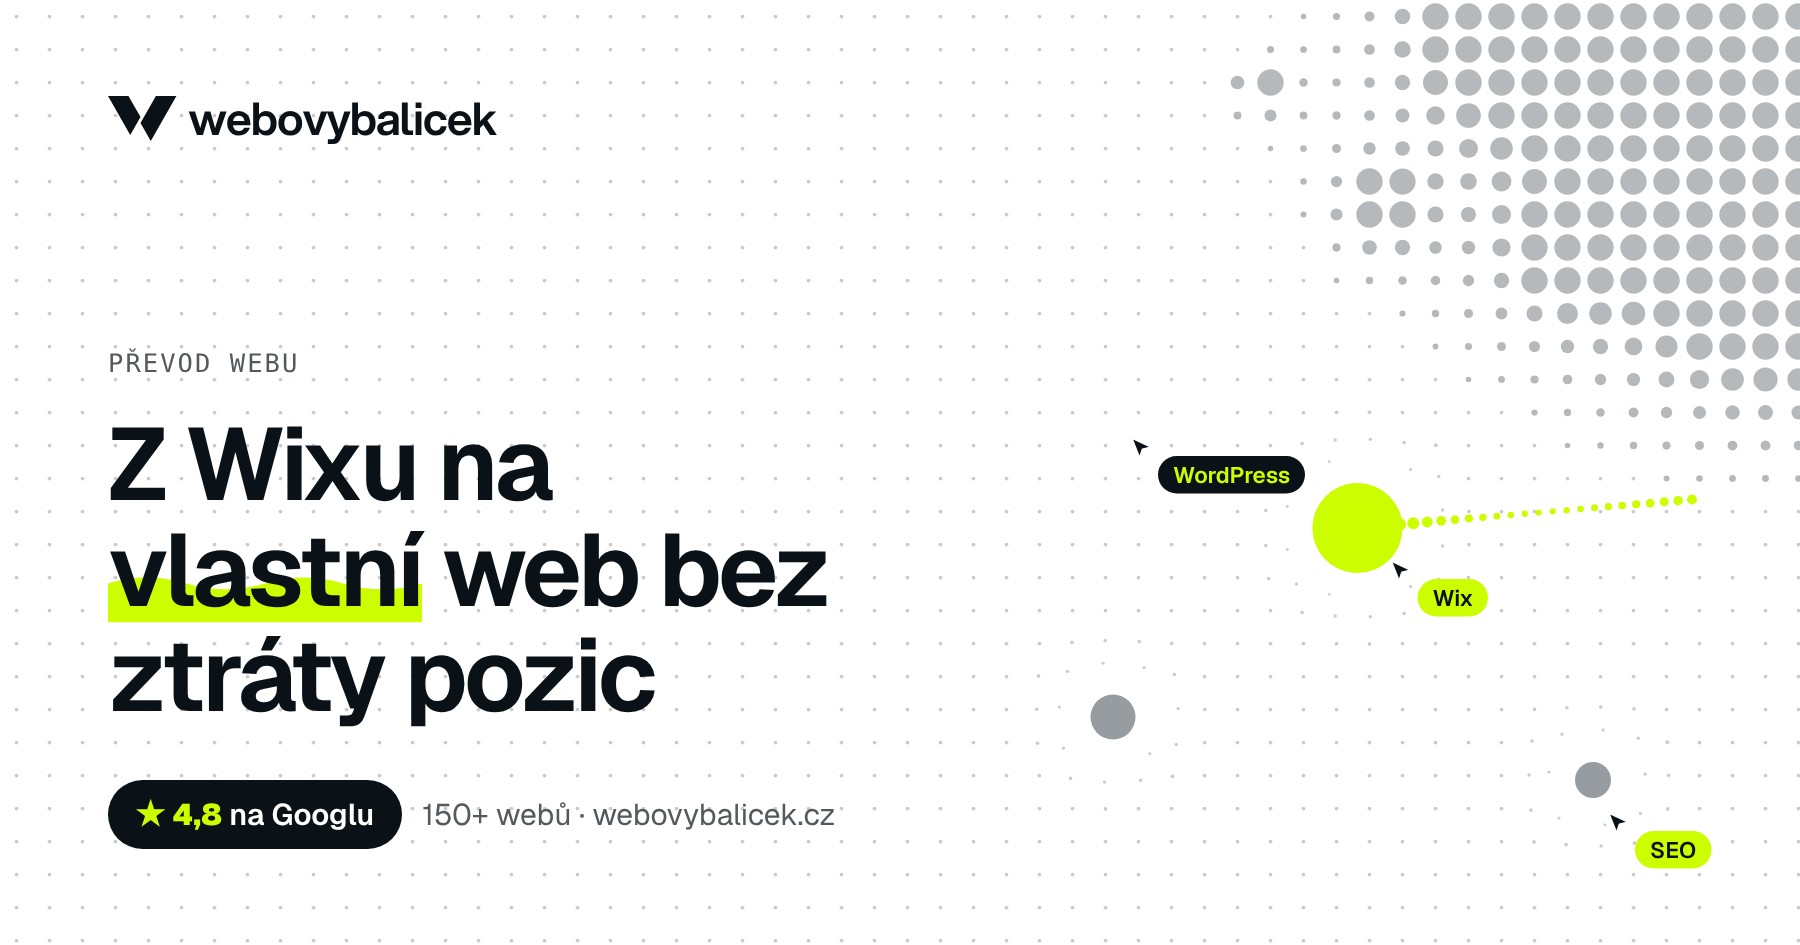 webovybalicek
PŘEVOD WEBU
Z Wixu na
vlastní web bez
ztráty pozic
★ 4,8 na Googlu
150+ webů · webovybalicek.cz
WordPress
Wix
SEO